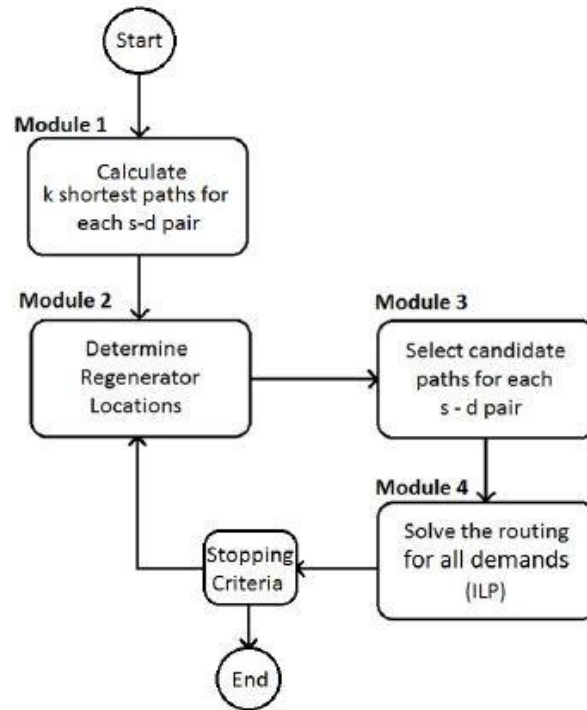 Start
Module 1
Calculate
k shortest paths for
each s-d pair
Module 2
Determine
Regenerator
Locations
Module 3
Select candidate
paths for each
s - d pair
Module 4
Solve the routing
for all demands
(ILP)
Stopping
Criteria
End